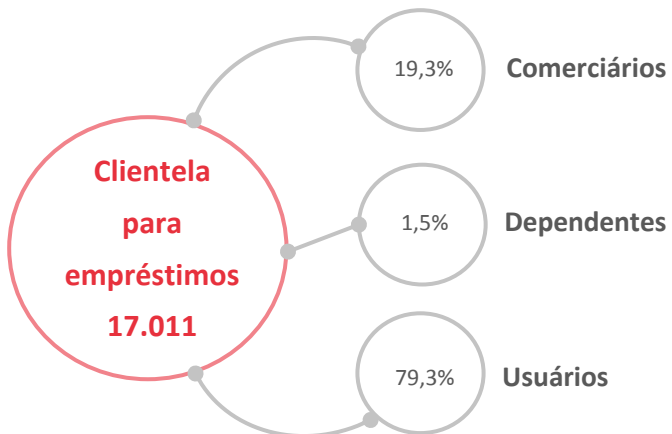 Clientela
para
empréstimos
17.011
19,3%
Comerciários
1,5%
Dependentes
79,3%
Usuários